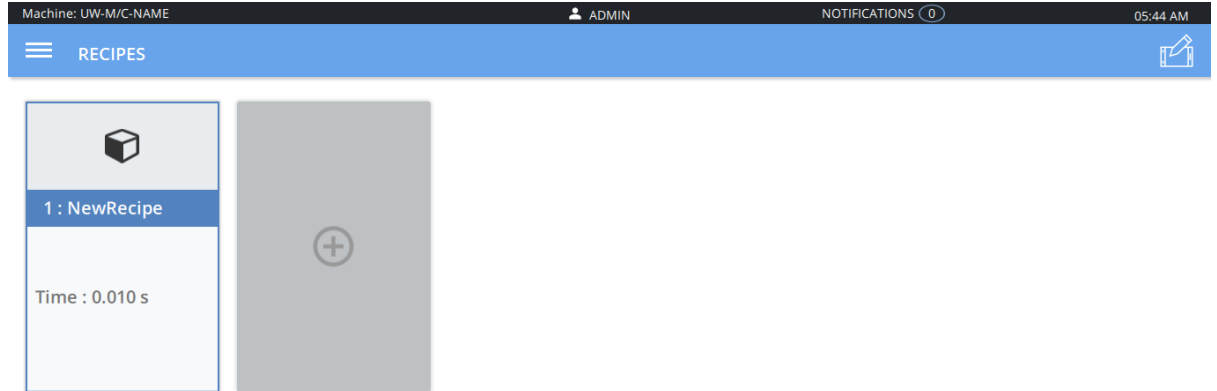 Machine: UW-M/C-NAME ADMIN NOTIFICATIONS 0 05:44 AM
RECIPES
1 : NewRecipe
Time : 0.010 s